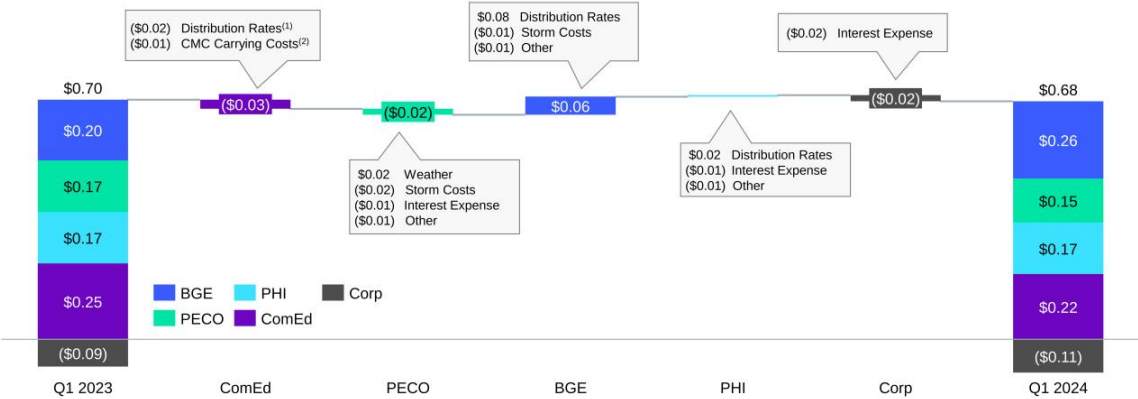 ($0.02) Distribution Rates(1)
($0.01) CMC Carrying Costs(2)
$0.08 Distribution Rates
($0.01) Storm Costs
($0.01) Other
($0.02) Interest Expense
$0.70
($0.03)
($0.02)
$0.06
($0.02)
$0.68
$0.20
$0.17
$0.17
$0.25
($0.09)
$0.02 Weather
($0.02) Storm Costs
($0.01) Interest Expense
($0.01) Other
$0.02 Distribution Rates
($0.01) Interest Expense
($0.01) Other
$0.26
$0.15
$0.17
$0.22
($0.11)
BGE PHI Corp
PECO ComEd
Q1 2023 ComEd PECO BGE PHI Corp Q1 2024